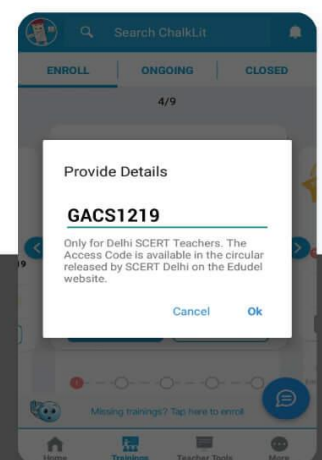 Search ChalkLit
ENROLL ONGOING CLOSED
4/9
Provide Details
GACS1219
Only for Delhi SCERT Teachers. The
Access Code is available in the circular
released by SCERT Delhi on the Edudel
website.
Cancel Ok
Missing trainings? Tap here to enroll
Home Trainings Teacher Tools More